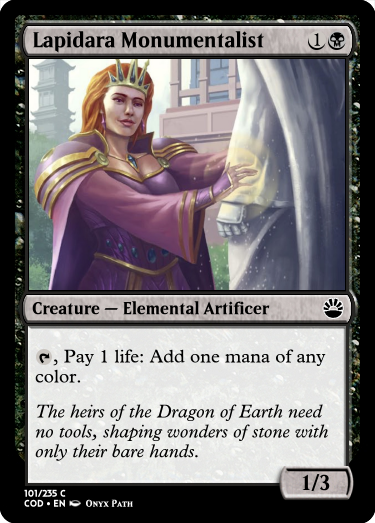 Lapidara Monumentalist 1
Creature — Elemental Artificer
, Pay 1 life: Add one mana of any
color.
The heirs of the Dragon of Earth need
no tools, shaping wonders of stone with
only their bare hands.
1/3
101/235 C
COD • EN Onyx Path